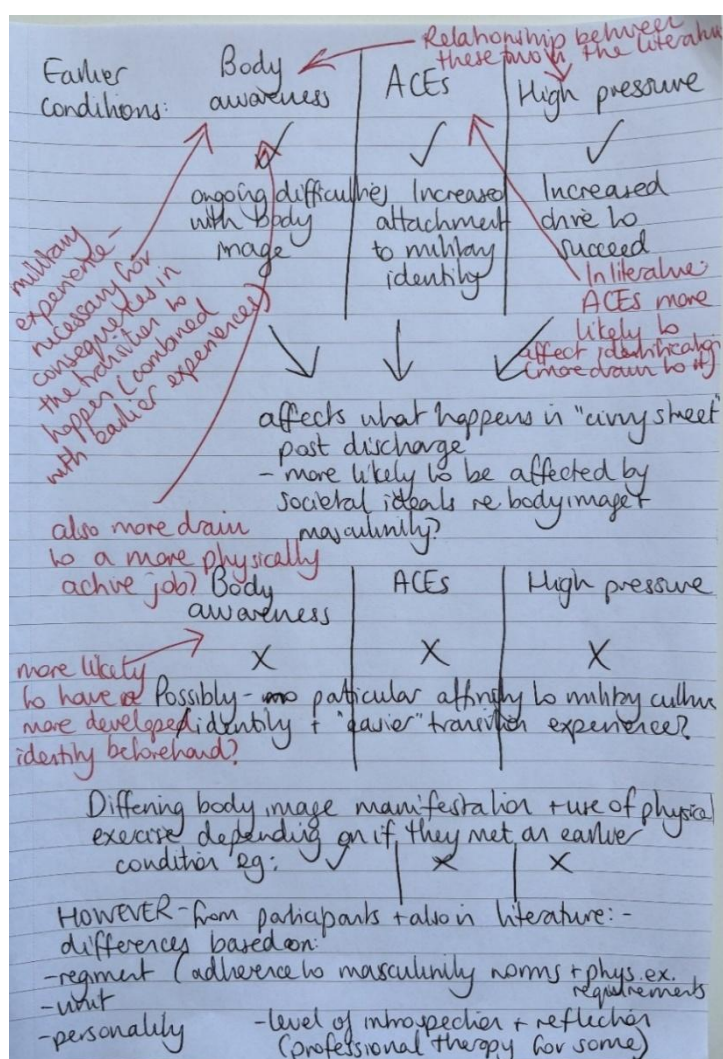 Relationship between
these two in the literature
Earlier
conditions:
Body
awareness
ACEs
High pressure
✓ ✓ ✓
ongoing difficulties
with body
image
Increased
attachment
to military
identity
Increased
drive to
succeed
military
experience -
necessary for
consequences in
the transition to
happen (combined
with earlier experiences)
In literature:
ACEs more
likely to
affect identification
(more drawn to it)
affects what happens in "civvy street"
post discharge
- more likely to be affected by
societal ideals re body image +
masculinity?
also more drawn
to a more physically
active job?
Body
awareness
ACEs
High pressure
X X X
more likely
to have a
more developed
identity beforehand?
Possibly - no particular affinity to military culture
/identity + "easier" transition experience?
Differing body image manifestation + use of physical
exercise depending on if they met an earlier
condition eg: ✓ X X
HOWEVER - from participants + also in literature: -
differences based on:
- regiment (adherence to masculinity norms + phys. ex.
requirements
- unit
- personality
- level of introspection + reflection
(professional therapy for some)